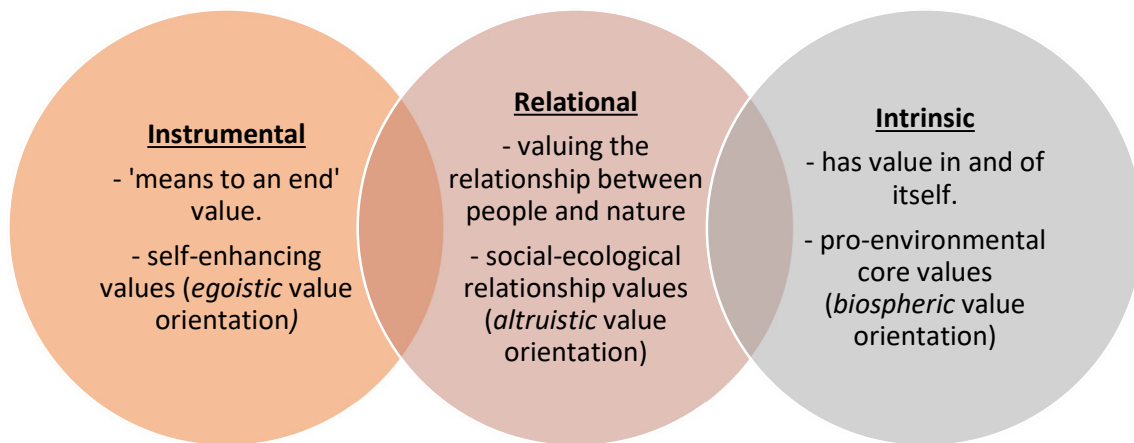 Instrumental
- 'means to an end'
value.
- self-enhancing
values (egoistic value
orientation)
Relational
- valuing the
relationship between
people and nature
- social-ecological
relationship values
(altruistic value
orientation)
Intrinsic
- has value in and of
itself.
- pro-environmental
core values
(biospheric value
orientation)